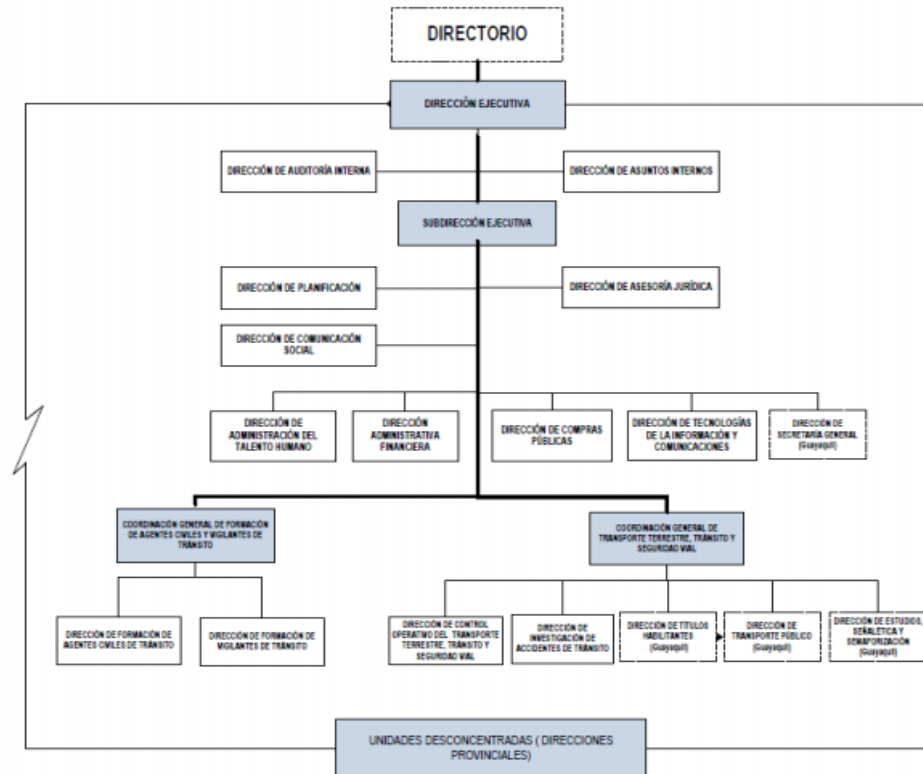 DIRECTORIO
DIRECCIÓN EJECUTIVA
DIRECCIÓN DE AUDITORÍA INTERNA
DIRECCIÓN DE ASUNTOS INTERNOS
SUBDIRECCIÓN EJECUTIVA
DIRECCIÓN DE PLANIFICACIÓN
DIRECCIÓN DE ASESORÍA JURÍDICA
DIRECCIÓN DE COMUNICACIÓN
SOCIAL
DIRECCIÓN DE
ADMINISTRACIÓN DEL
TALENTO HUMANO
DIRECCIÓN
ADMINISTRATIVA
FINANCIERA
DIRECCIÓN DE COMPRAS
PÚBLICAS
DIRECCIÓN DE TECNOLOGÍAS
DE LA INFORMACIÓN Y
COMUNICACIONES
DIRECCIÓN DE
SECRETARÍA GENERAL
(Guayaquil)
COORDINACIÓN GENERAL DE FORMACIÓN
DE AGENTES CIVILES Y VIGILANTES DE
TRÁNSITO
COORDINACIÓN GENERAL DE
TRANSPORTE TERRESTRE, TRÁNSITO Y
SEGURIDAD VIAL
DIRECCIÓN DE FORMACIÓN DE
AGENTES CIVILES DE TRÁNSITO
DIRECCIÓN DE FORMACIÓN DE
VIGILANTES DE TRÁNSITO
DIRECCIÓN DE CONTROL
OPERATIVO DEL TRANSPORTE
TERRESTRE, TRÁNSITO Y
SEGURIDAD VIAL
DIRECCIÓN DE
INVESTIGACIÓN DE
ACCIDENTES DE TRÁNSITO
DIRECCIÓN DE TÍTULOS
HABILITANTES
(Guayaquil)
DIRECCIÓN DE
TRANSPORTE PÚBLICO
(Guayaquil)
DIRECCIÓN DE ESTUDIOS,
SEÑALÉTICA Y
SEMAFORIZACIÓN
(Guayaquil)
UNIDADES DESCONCENTRADAS ( DIRECCIONES
PROVINCIALES)